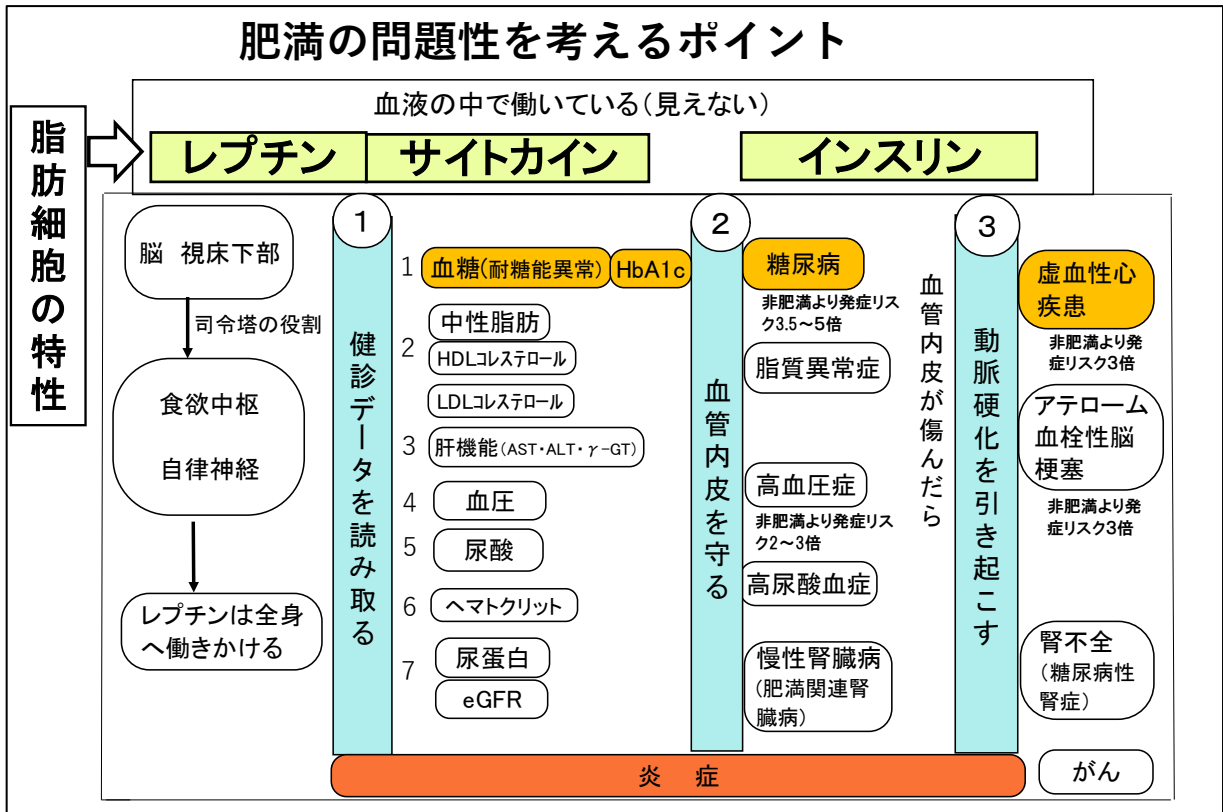 肥満の問題性を考えるポイント
脂肪細胞の特性
血液の中で働いている(見えない)
レプチン
サイトカイン
インスリン
脳 視床下部
司令塔の役割
食欲中枢
自律神経
レプチンは全身
へ働きかける
1
健診データを読み取る
1
血糖(耐糖能異常)
HbA1c
2
中性脂肪
HDLコレステロール
LDLコレステロール
3
肝機能(AST・ALT・γ-GT)
4
血圧
5
尿酸
6
ヘマトクリット
7
尿蛋白
eGFR
2
血管内皮を守る
糖尿病
非肥満より発症リス
ク3.5~5倍
脂質異常症
高血圧症
非肥満より発症リス
ク2~3倍
高尿酸血症
慢性腎臓病
(肥満関連腎
臓病)
血管内皮が傷んだら
3
動脈硬化を引き起こす
虚血性心
疾患
非肥満より発
症リスク3倍
アテローム
血栓性脳
梗塞
非肥満より発
症リスク3倍
腎不全
(糖尿病性
腎症)
がん
炎 症